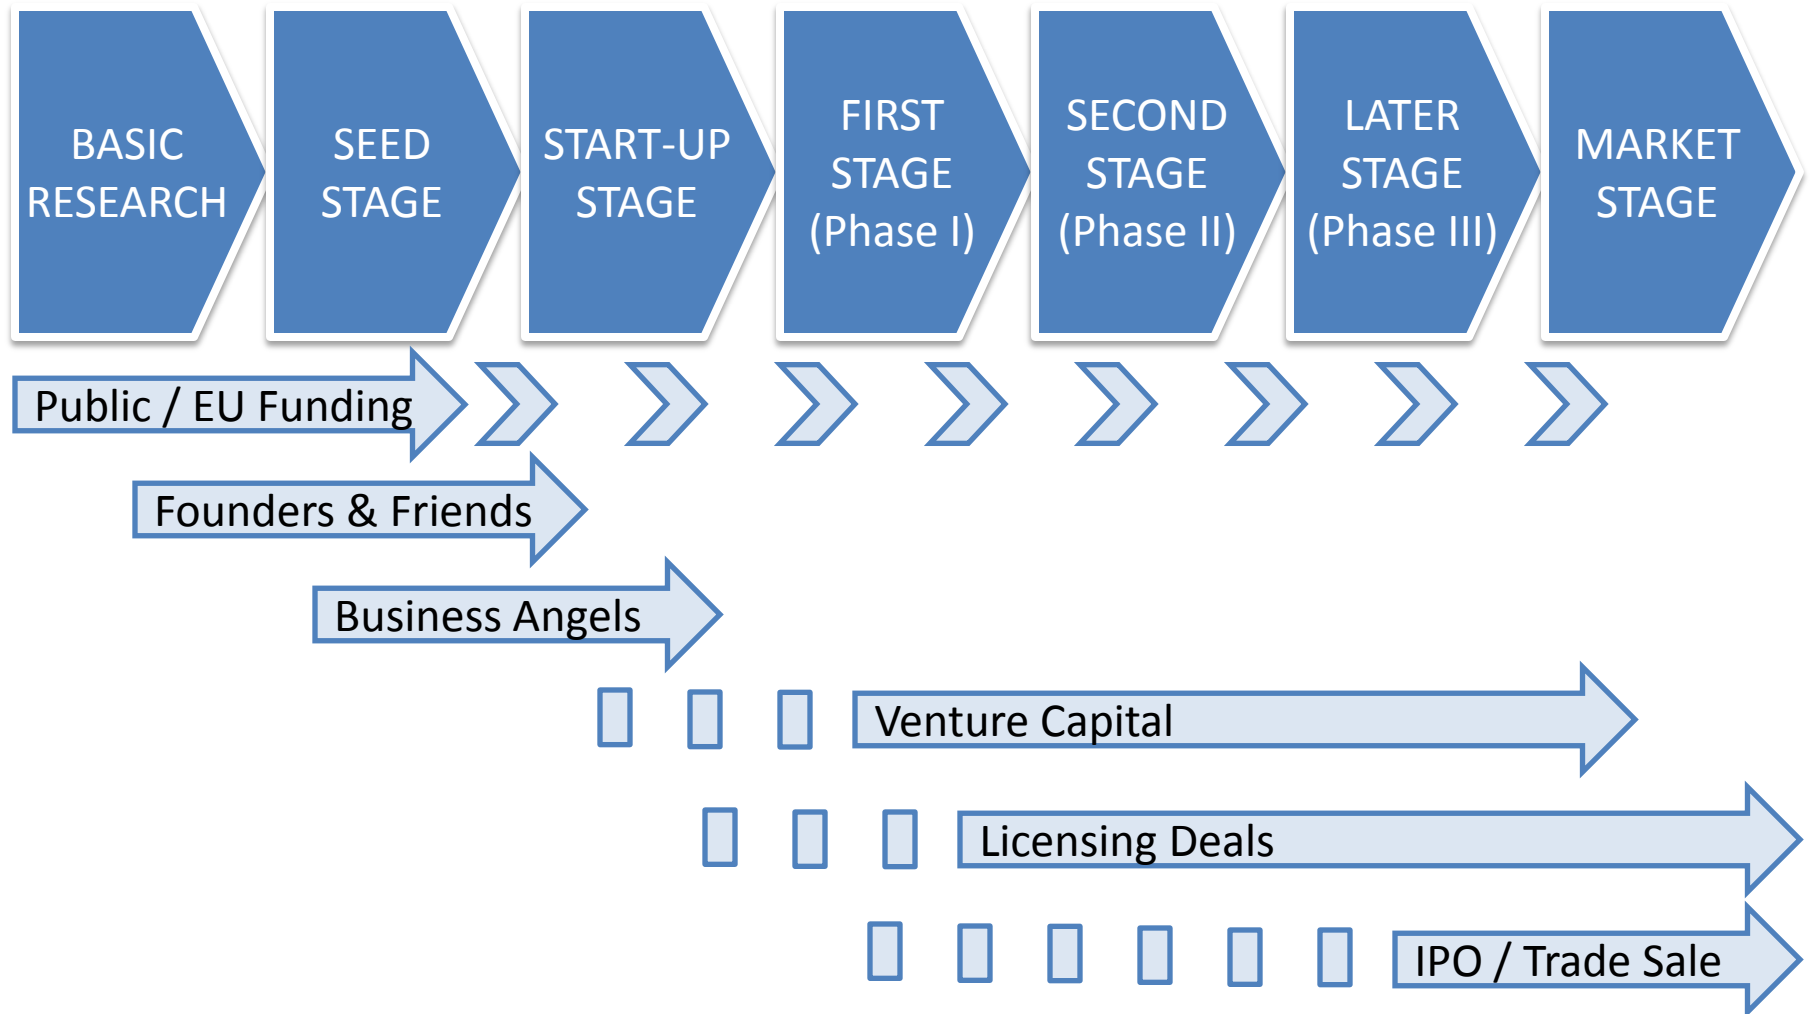 BASIC
RESEARCH
SEED
STAGE
START-UP
STAGE
FIRST
STAGE
(Phase I)
SECOND
STAGE
(Phase II)
LATER
STAGE
(Phase III)
MARKET
STAGE
Public / EU Funding
Founders & Friends
Business Angels
Venture Capital
Licensing Deals
IPO / Trade Sale